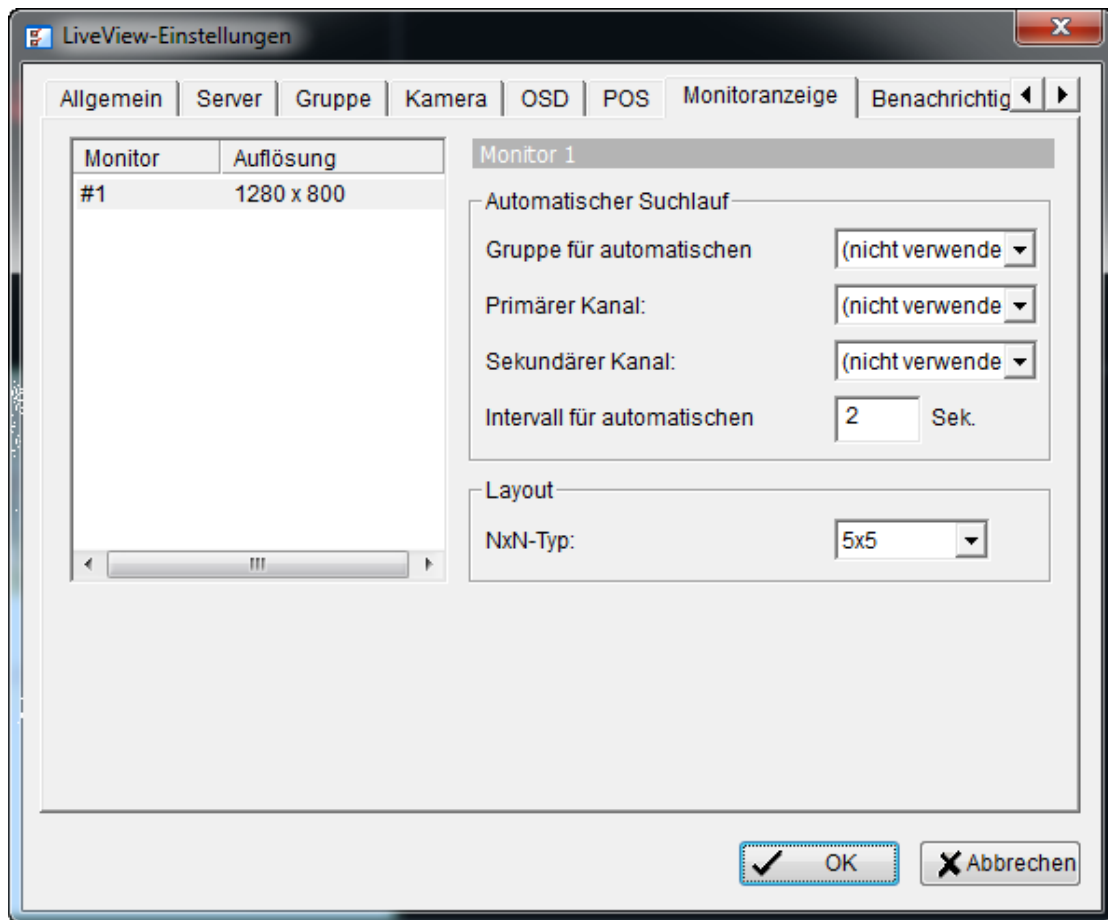 LiveView-Einstellungen
Allgemein Server Gruppe Kamera OSD POS Monitoranzeige Benachrichtig
Monitor Auflösung
#1 1280 x 800
Monitor 1
Automatischer Suchlauf
Gruppe für automatischen (nicht verwende
Primärer Kanal: (nicht verwende
Sekundärer Kanal: (nicht verwende
Intervall für automatischen 2 Sek.
Layout
NxN-Typ: 5x5
OK Abbrechen